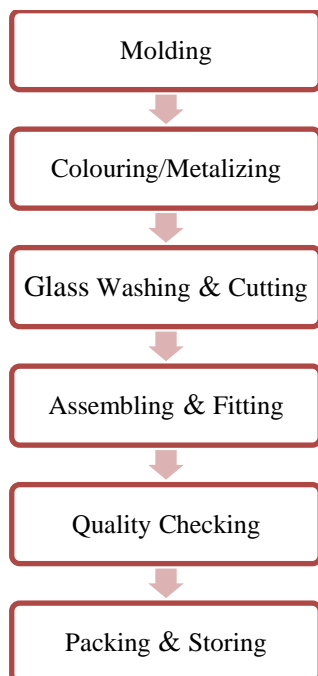 Molding
Colouring/Metalizing
Glass Washing & Cutting
Assembling & Fitting
Quality Checking
Packing & Storing